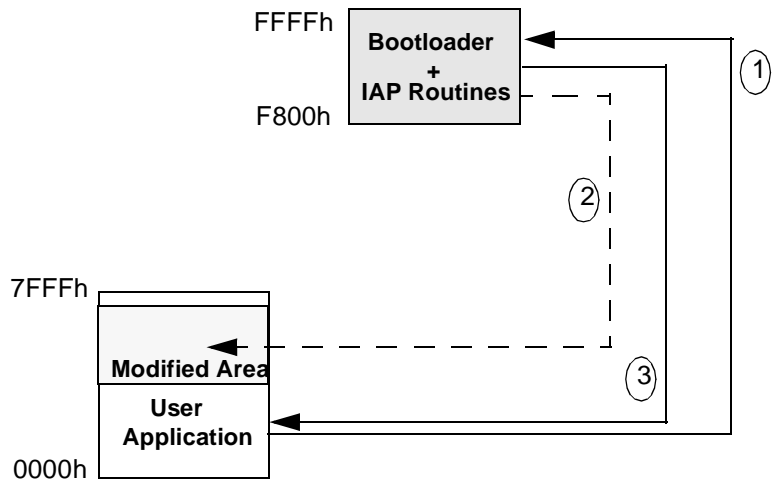 FFFFh
Bootloader
+
IAP Routines
F800h
1
2
7FFFh
Modified Area
3
User
Application
0000h